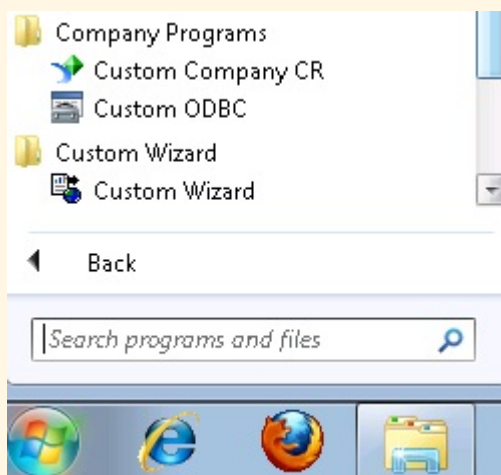 Company Programs
Custom Company CR
Custom ODBC
Custom Wizard
Custom Wizard
Back
Search programs and files